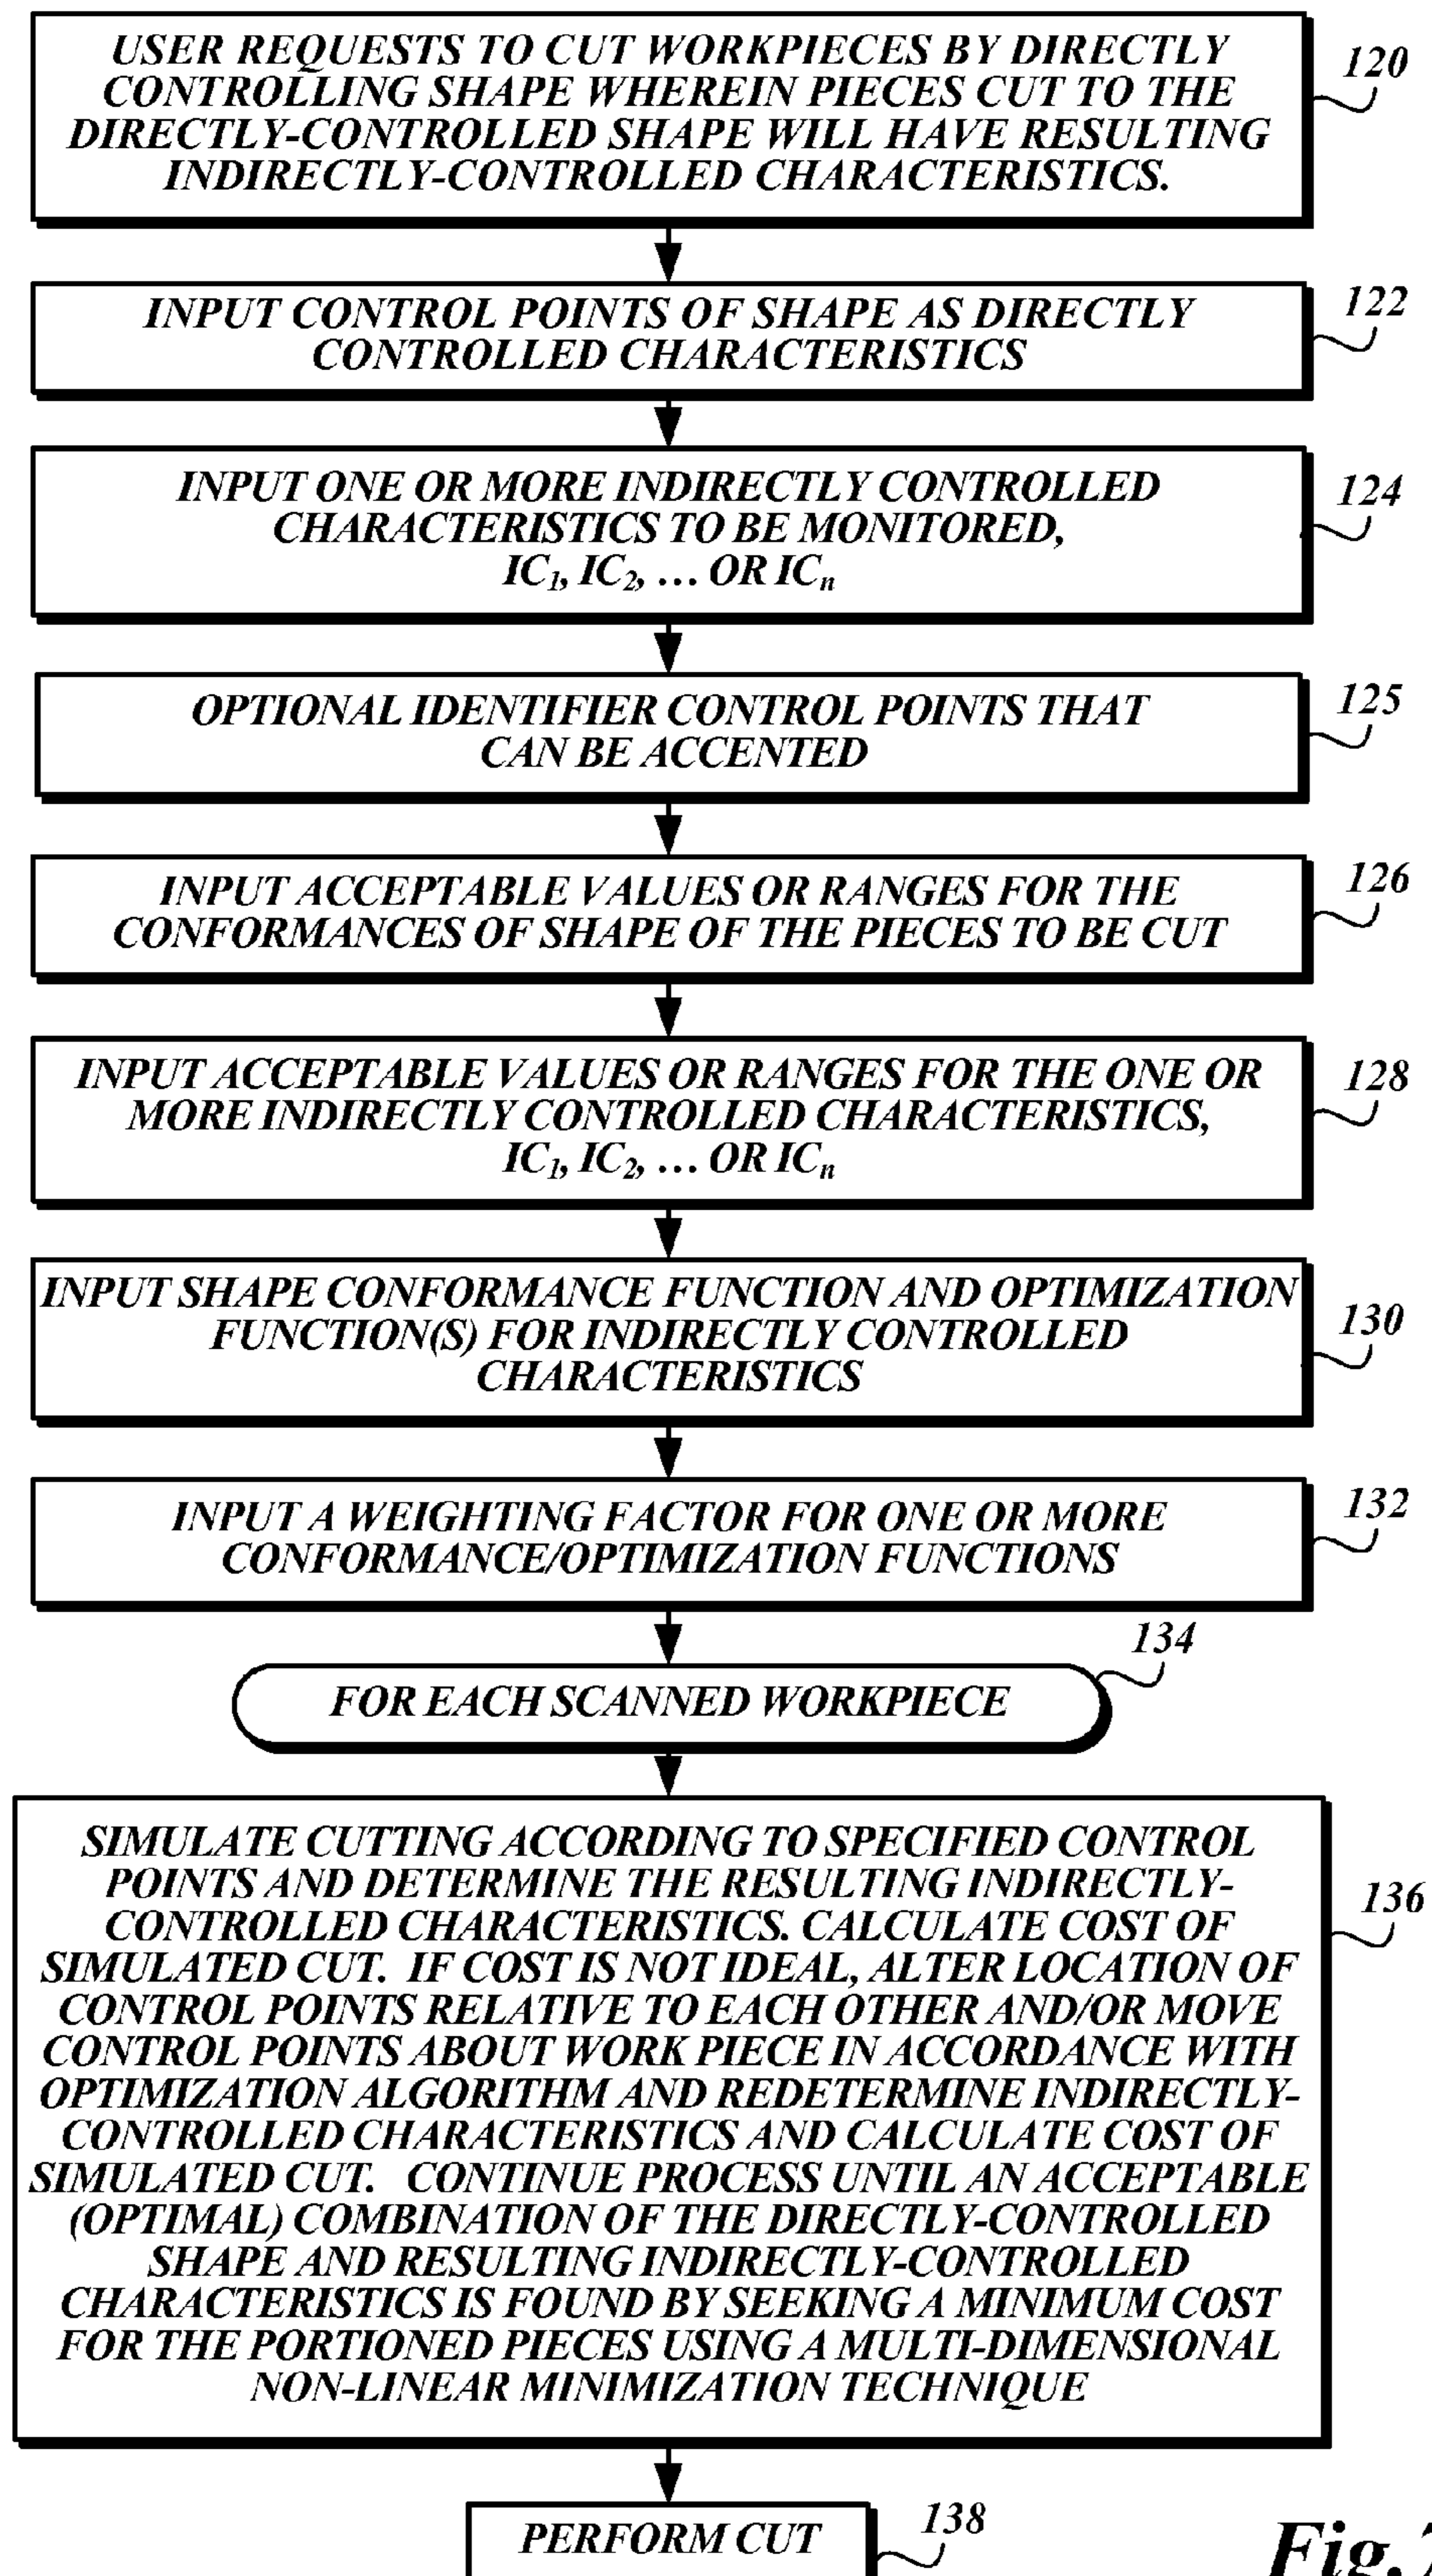 USER REQUESTS TO CUT WORKPIECES BY DIRECTLY
CONTROLLING SHAPE WHEREIN PIECES CUT TO THE
DIRECTLY-CONTROLLED SHAPE WILL HAVE RESULTING
INDIRECTLY-CONTROLLED CHARACTERISTICS.
120
INPUT CONTROL POINTS OF SHAPE AS DIRECTLY
CONTROLLED CHARACTERISTICS
122
INPUT ONE OR MORE INDIRECTLY CONTROLLED
CHARACTERISTICS TO BE MONITORED,
IC1, IC2, … OR ICn
124
OPTIONAL IDENTIFIER CONTROL POINTS THAT
CAN BE ACCENTED
125
INPUT ACCEPTABLE VALUES OR RANGES FOR THE
CONFORMANCES OF SHAPE OF THE PIECES TO BE CUT
126
INPUT ACCEPTABLE VALUES OR RANGES FOR THE ONE OR
MORE INDIRECTLY CONTROLLED CHARACTERISTICS,
IC1, IC2, … OR ICn
128
INPUT SHAPE CONFORMANCE FUNCTION AND OPTIMIZATION
FUNCTION(S) FOR INDIRECTLY CONTROLLED
CHARACTERISTICS
130
INPUT A WEIGHTING FACTOR FOR ONE OR MORE
CONFORMANCE/OPTIMIZATION FUNCTIONS
132
FOR EACH SCANNED WORKPIECE
134
SIMULATE CUTTING ACCORDING TO SPECIFIED CONTROL
POINTS AND DETERMINE THE RESULTING INDIRECTLY-
CONTROLLED CHARACTERISTICS. CALCULATE COST OF
SIMULATED CUT. IF COST IS NOT IDEAL, ALTER LOCATION OF
CONTROL POINTS RELATIVE TO EACH OTHER AND/OR MOVE
CONTROL POINTS ABOUT WORK PIECE IN ACCORDANCE WITH
OPTIMIZATION ALGORITHM AND REDETERMINE INDIRECTLY-
CONTROLLED CHARACTERISTICS AND CALCULATE COST OF
SIMULATED CUT. CONTINUE PROCESS UNTIL AN ACCEPTABLE
(OPTIMAL) COMBINATION OF THE DIRECTLY-CONTROLLED
SHAPE AND RESULTING INDIRECTLY-CONTROLLED
CHARACTERISTICS IS FOUND BY SEEKING A MINIMUM COST
FOR THE PORTIONED PIECES USING A MULTI-DIMENSIONAL
NON-LINEAR MINIMIZATION TECHNIQUE
136
PERFORM CUT
138
Fig.